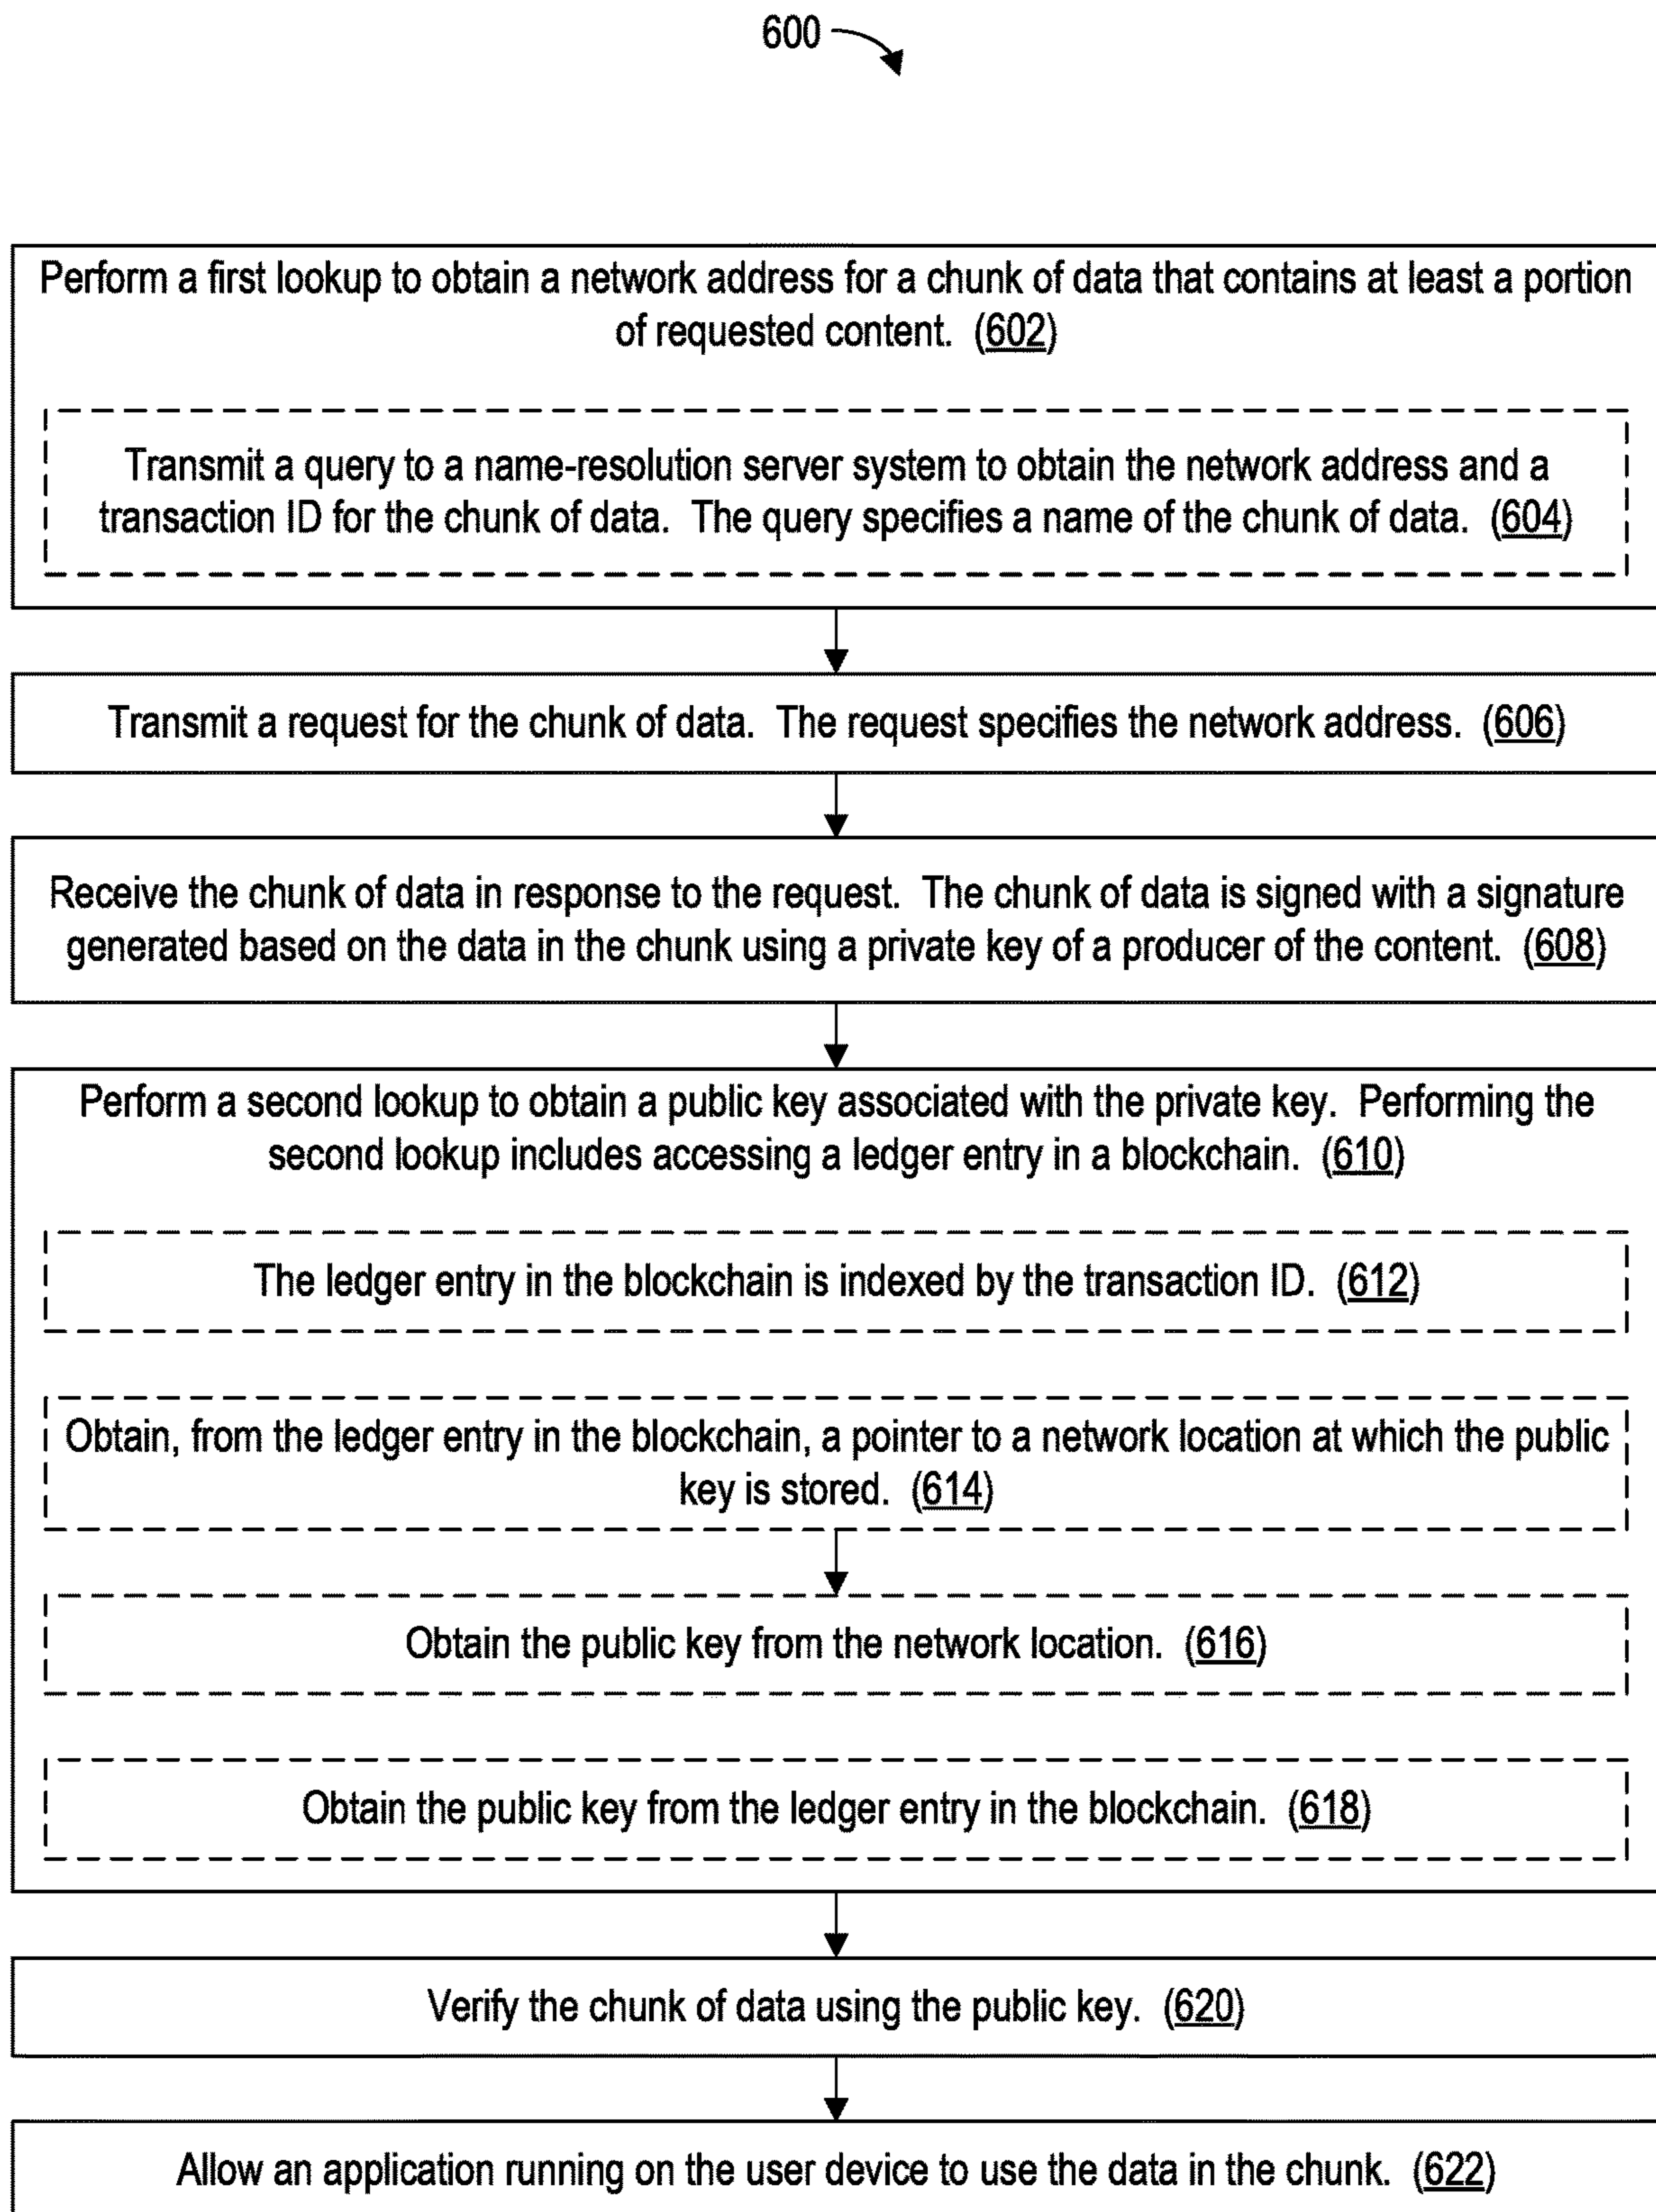 600
Perform a first lookup to obtain a network address for a chunk of data that contains at least a portion
of requested content.  (602)
Transmit a query to a name-resolution server system to obtain the network address and a
transaction ID for the chunk of data.  The query specifies a name of the chunk of data.  (604)
Transmit a request for the chunk of data.  The request specifies the network address.  (606)
Receive the chunk of data in response to the request.  The chunk of data is signed with a signature
generated based on the data in the chunk using a private key of a producer of the content.  (608)
Perform a second lookup to obtain a public key associated with the private key.  Performing the
second lookup includes accessing a ledger entry in a blockchain.  (610)
The ledger entry in the blockchain is indexed by the transaction ID.  (612)
Obtain, from the ledger entry in the blockchain, a pointer to a network location at which the public
key is stored.  (614)
Obtain the public key from the network location.  (616)
Obtain the public key from the ledger entry in the blockchain.  (618)
Verify the chunk of data using the public key.  (620)
Allow an application running on the user device to use the data in the chunk.  (622)